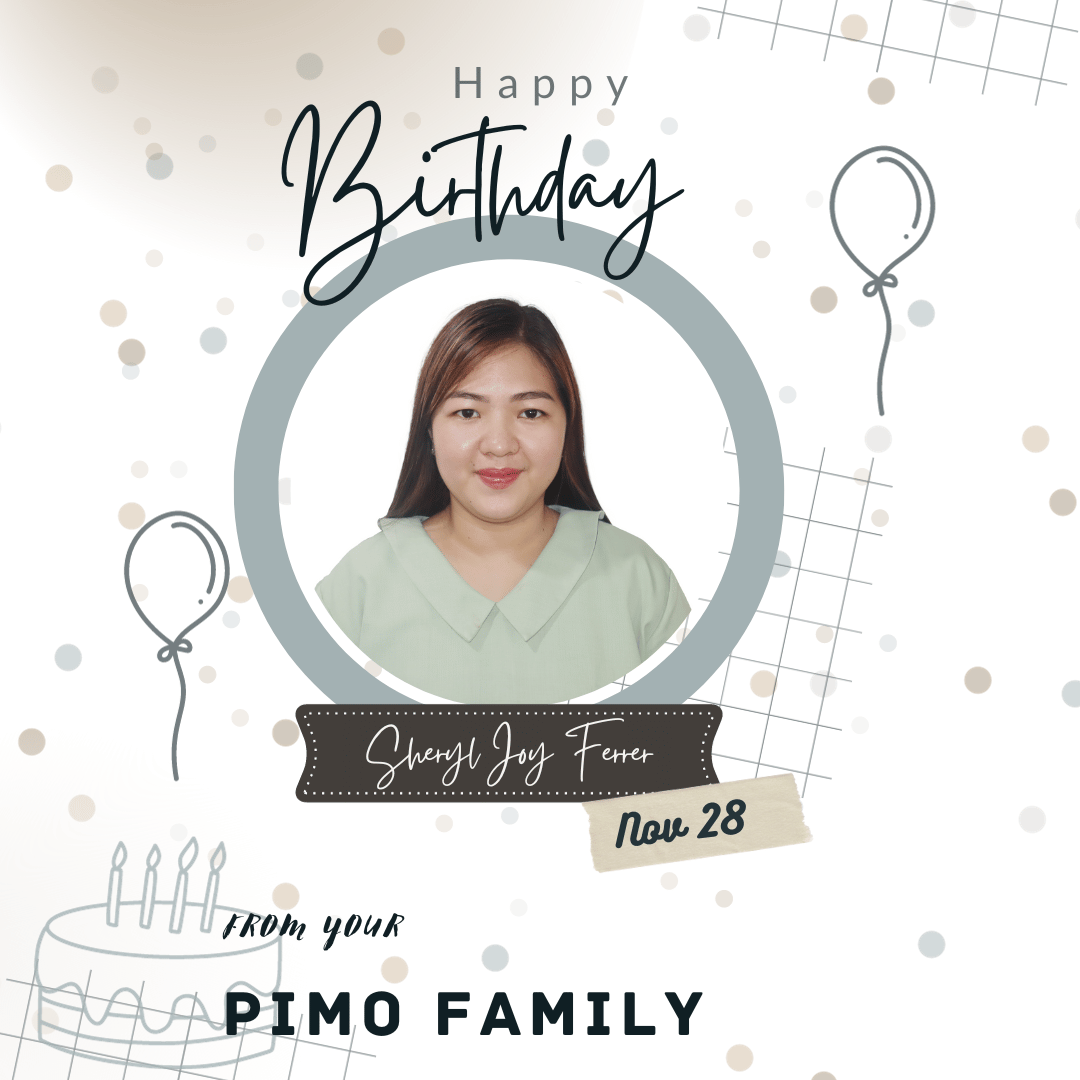 Happy
Birthday
Sheryl Joy Ferrer
Nov 28
FROM YOUR
PIMO FAMILY